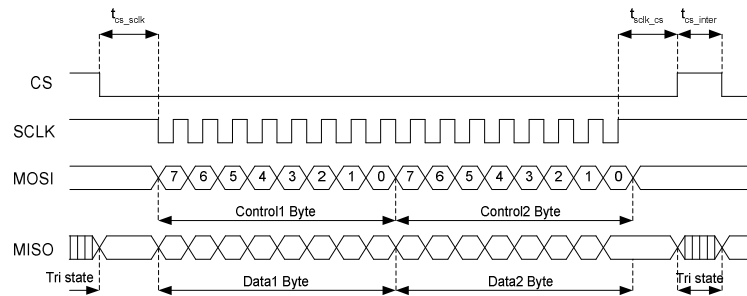 tcs_sclk tsclk_cs tcs_inter
CS
SCLK
MOSI 7 6 5 4 3 2 1 0 7 6 5 4 3 2 1 0
Control1 Byte Control2 Byte
MISO
Tri state Data1 Byte Data2 Byte Tri state